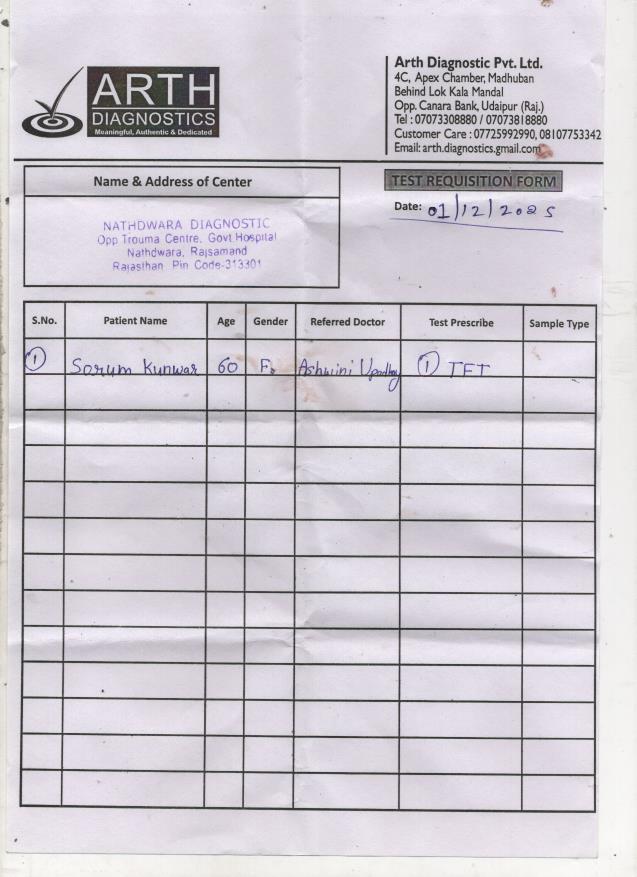 ARTH
DIAGNOSTICS
Meaningful, Authentic & Dedicated
Arth Diagnostic Pvt. Ltd.
4C, Apex Chamber, Madhuban
Behind Lok Kala Mandal
Opp. Canara Bank, Udaipur (Raj.)
Tel : 07073308880 / 07073818880
Customer Care : 07725992990, 08107753342
Email: arth.diagnostics.gmail.com
Name & Address of Center
NATHDWARA DIAGNOSTIC
Opp Trouma Centre, Govt Hospital
Nathdwara, Rajsamand
Rajasthan Pin Code-313301
TEST REQUISITION FORM
Date: 01/12/2025
S.No. Patient Name Age Gender Referred Doctor Test Prescribe Sample Type
1 Sorum Kunwar 60 F. Ashwini Upadhay 1 TFT